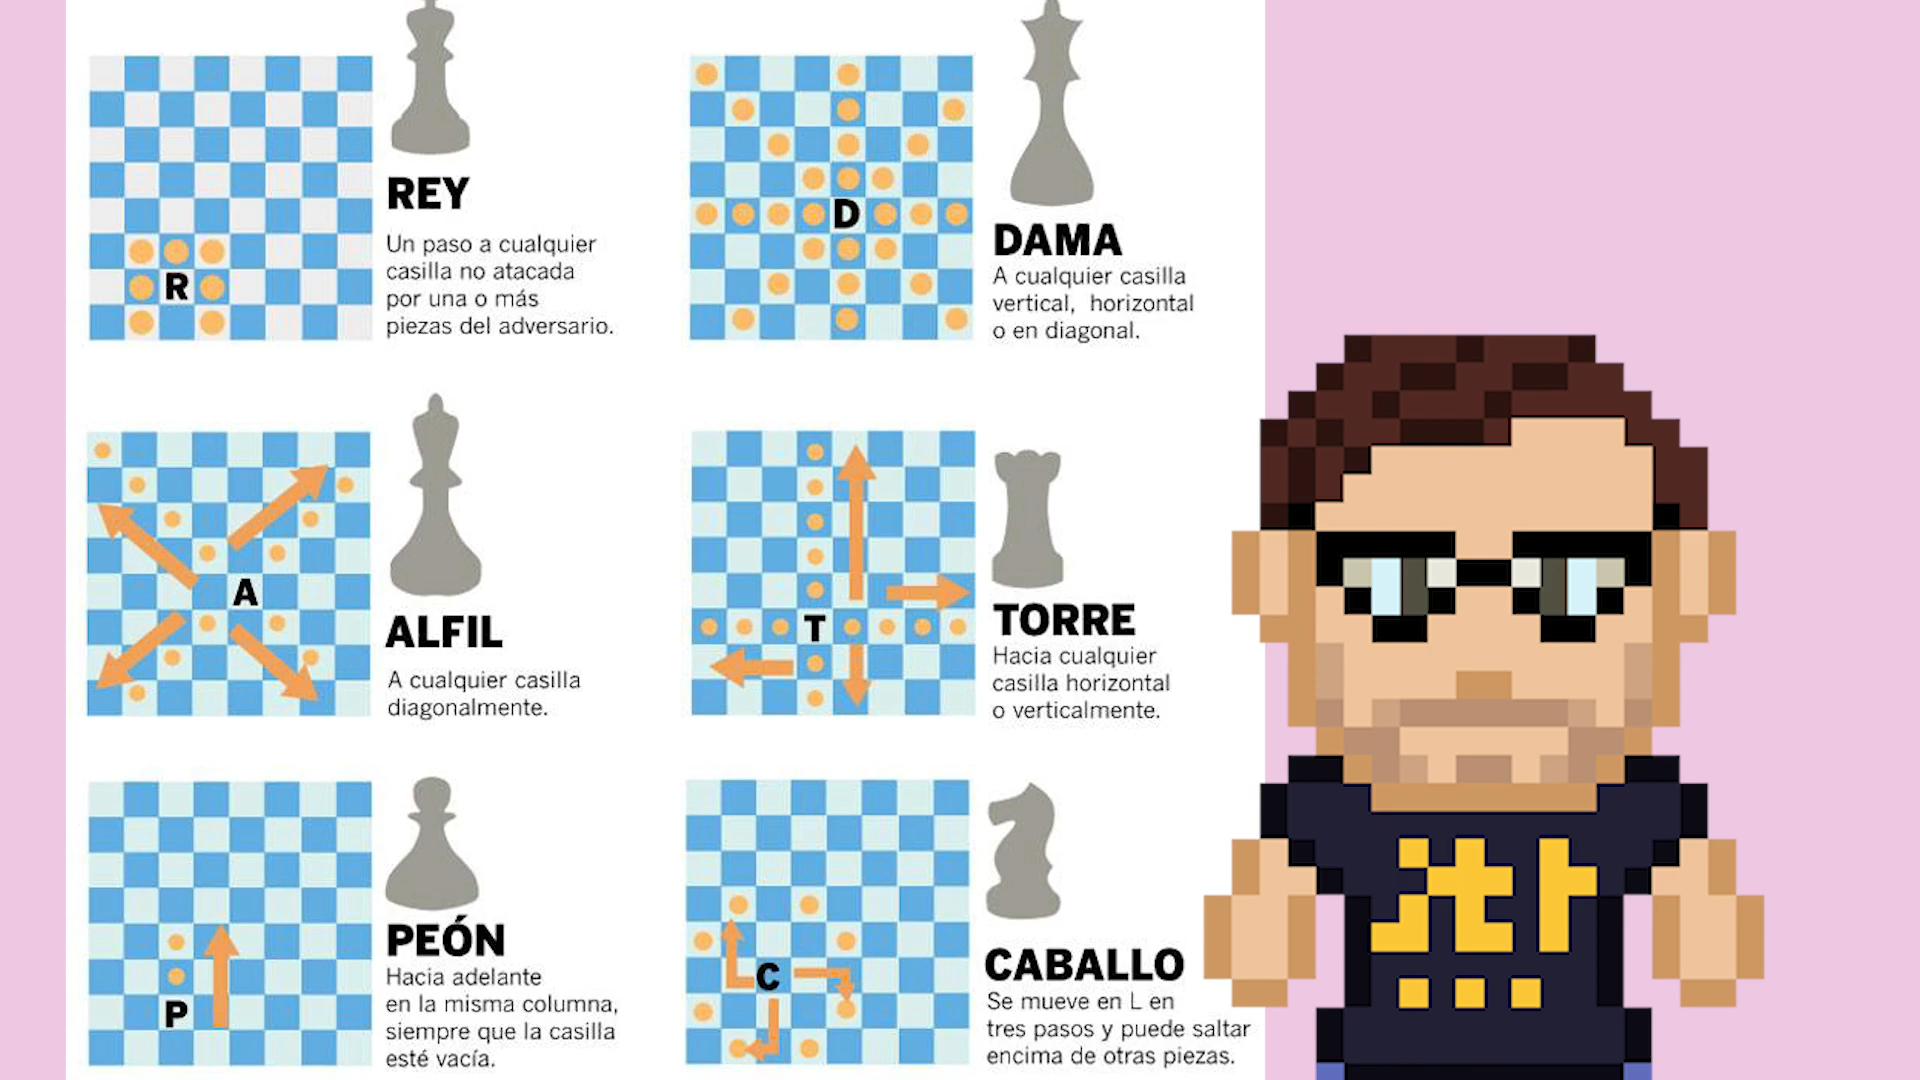 R
REY
Un paso a cualquier
casilla no atacada
por una o más
piezas del adversario.
D
DAMA
A cualquier casilla
vertical, horizontal
o en diagonal.
A
ALFIL
A cualquier casilla
diagonalmente.
T
TORRE
Hacia cualquier
casilla horizontal
o verticalmente.
P
PEÓN
Hacia adelante
en la misma columna,
siempre que la casilla
esté vacía.
C
CABALLO
Se mueve en L en
tres pasos y puede saltar
encima de otras piezas.
jtr
...